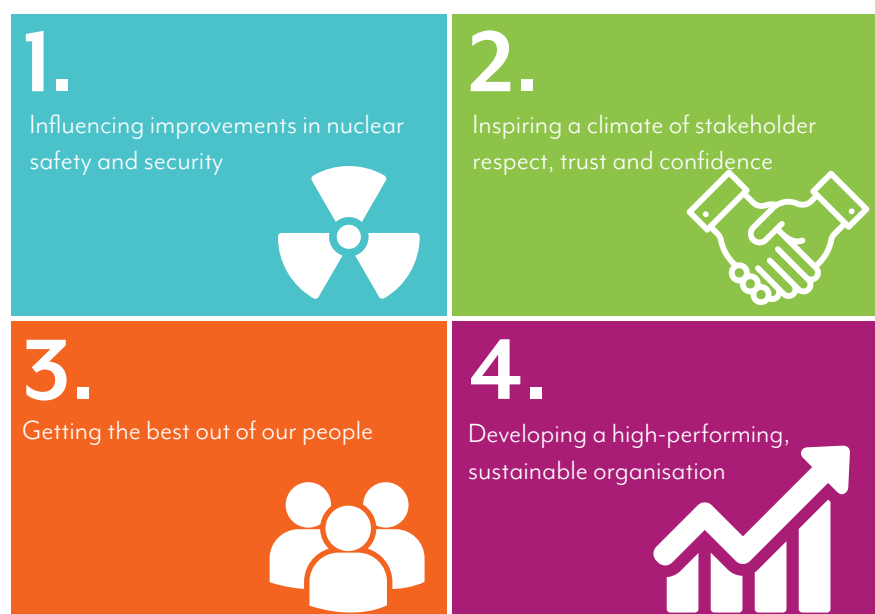 1.
Influencing improvements in nuclear
safety and security
2.
Inspiring a climate of stakeholder
respect, trust and confidence
3.
Getting the best out of our people
4.
Developing a high-performing,
sustainable organisation